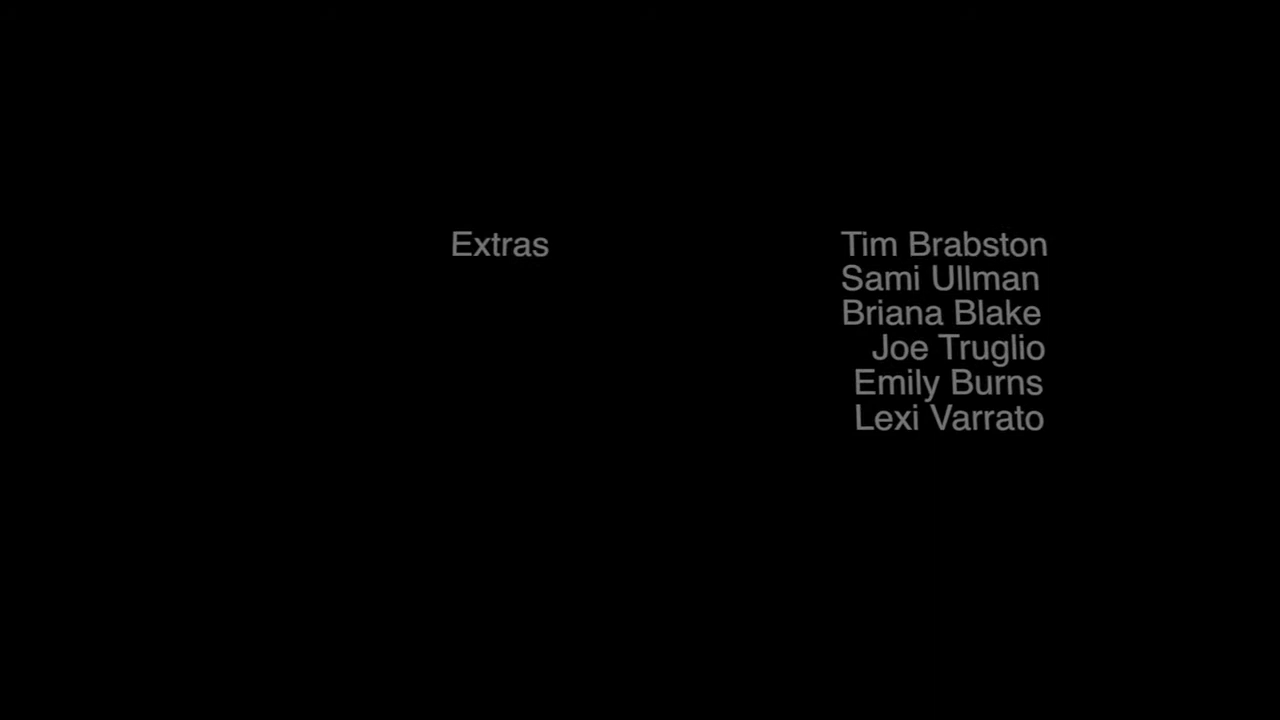 Extras Tim Brabston
Sami Ullman
Briana Blake
Joe Truglio
Emily Burns
Lexi Varrato